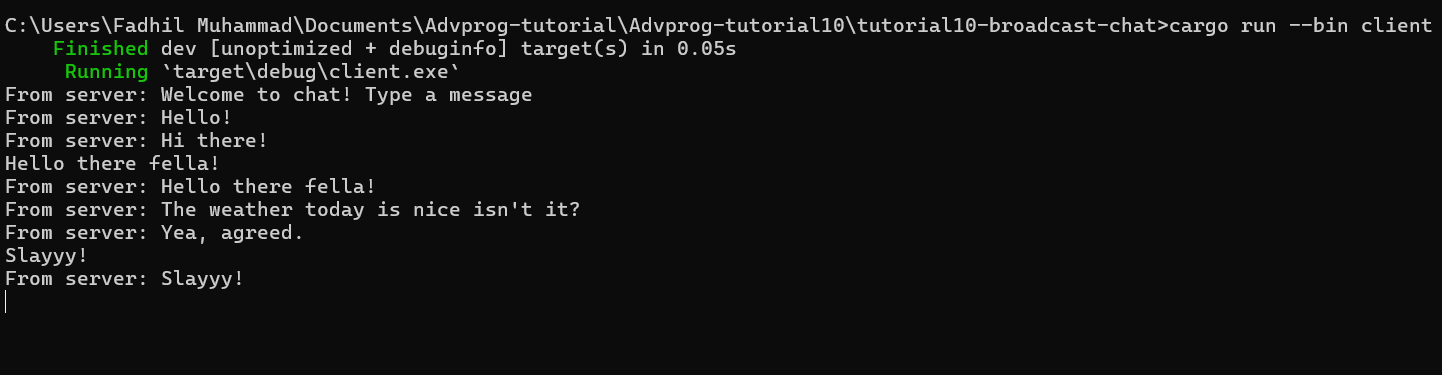 C:\Users\Fadhil Muhammad\Documents\Advprog-tutorial\Advprog-tutorial10\tutorial10-broadcast-chat>cargo run --bin client
Finished dev [unoptimized + debuginfo] target(s) in 0.05s
Running `target\debug\client.exe`
From server: Welcome to chat! Type a message
From server: Hello!
From server: Hi there!
Hello there fella!
From server: Hello there fella!
From server: The weather today is nice isn't it?
From server: Yea, agreed.
Slayyy!
From server: Slayyy!